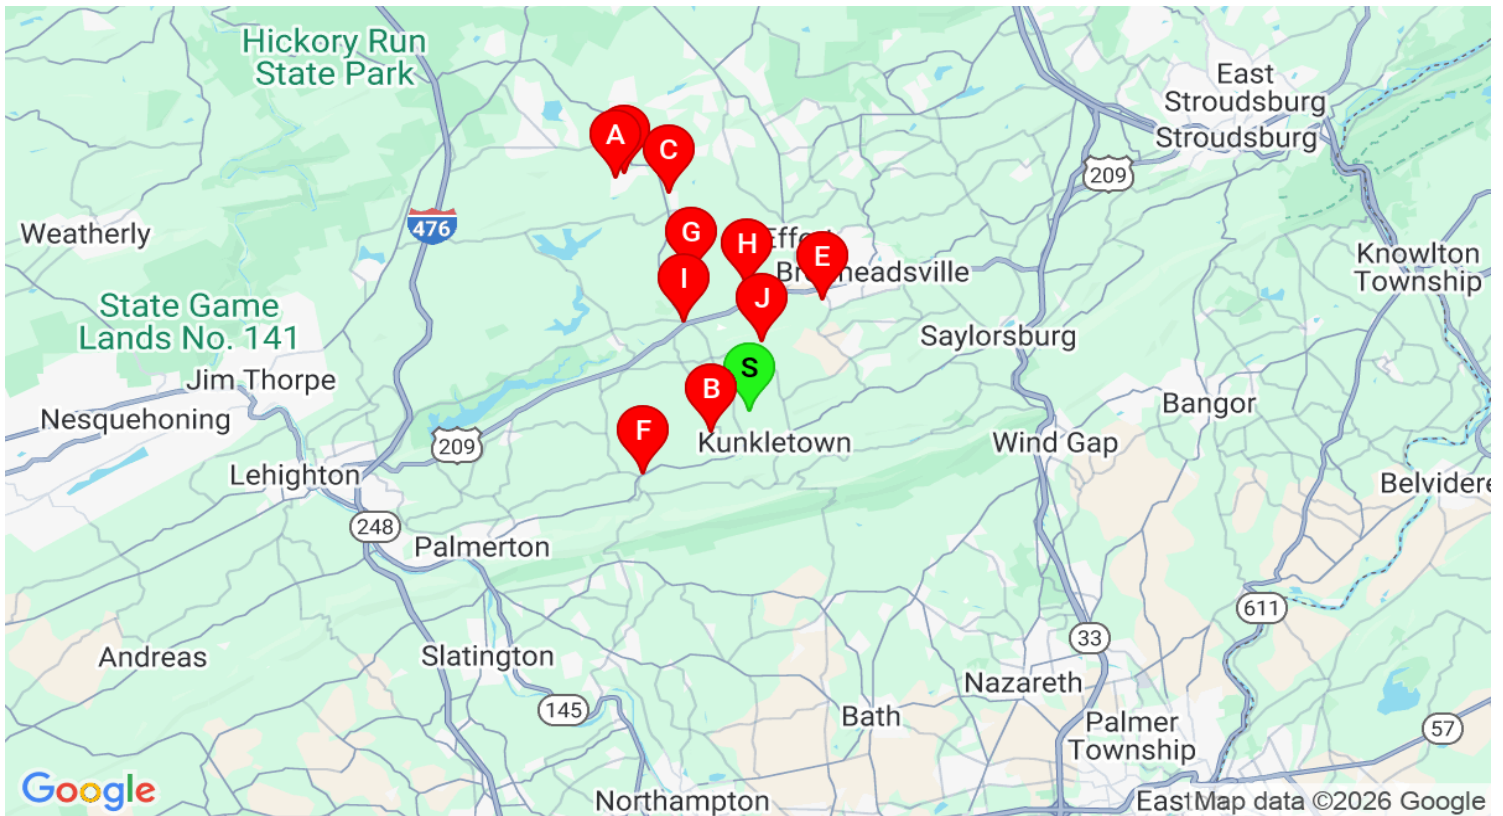 Hickory Run
State Park
East
Stroudsburg
Stroudsburg
A
C
209
Weatherly
476
G
H
E
Knowlton
Township
I
J
State Game
Lands No. 141
Saylorsburg
Jim Thorpe
S
B
Nesquehoning
Bangor
F
209
Kunkletown
Wind Gap
Lehighton
Belvidere
248
Palmerton
611
33
Andreas
Slatington
Nazareth
145
Bath
Palmer
Township
57
Google
Northampton
Map data ©2026 Google